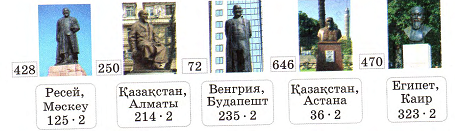 428 250 72 646 470
Ресей,
Мәскеу
125 · 2
Қазақстан,
Алматы
214 · 2
Венгрия,
Будапешт
235 · 2
Қазақстан,
Астана
36 · 2
Египет,
Каир
323 · 2